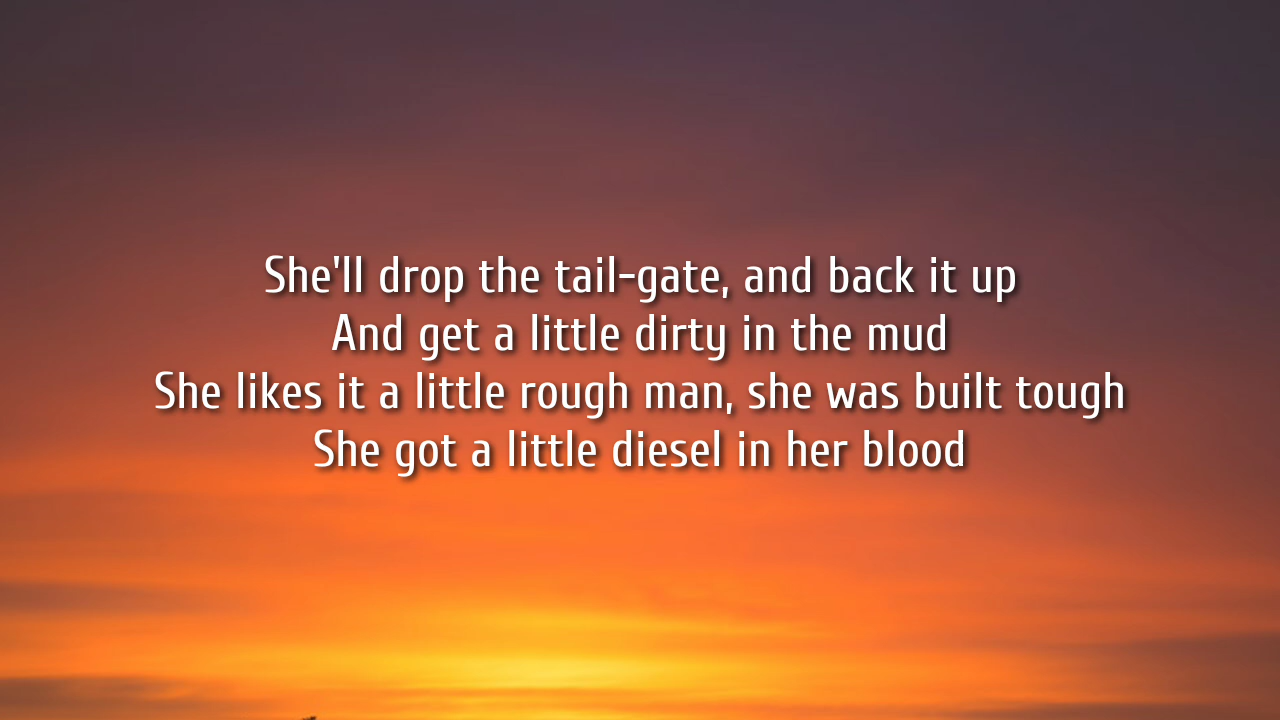 She'll drop the tail-gate, and back it up
And get a little dirty in the mud
She likes it a little rough man, she was built tough
She got a little diesel in her blood